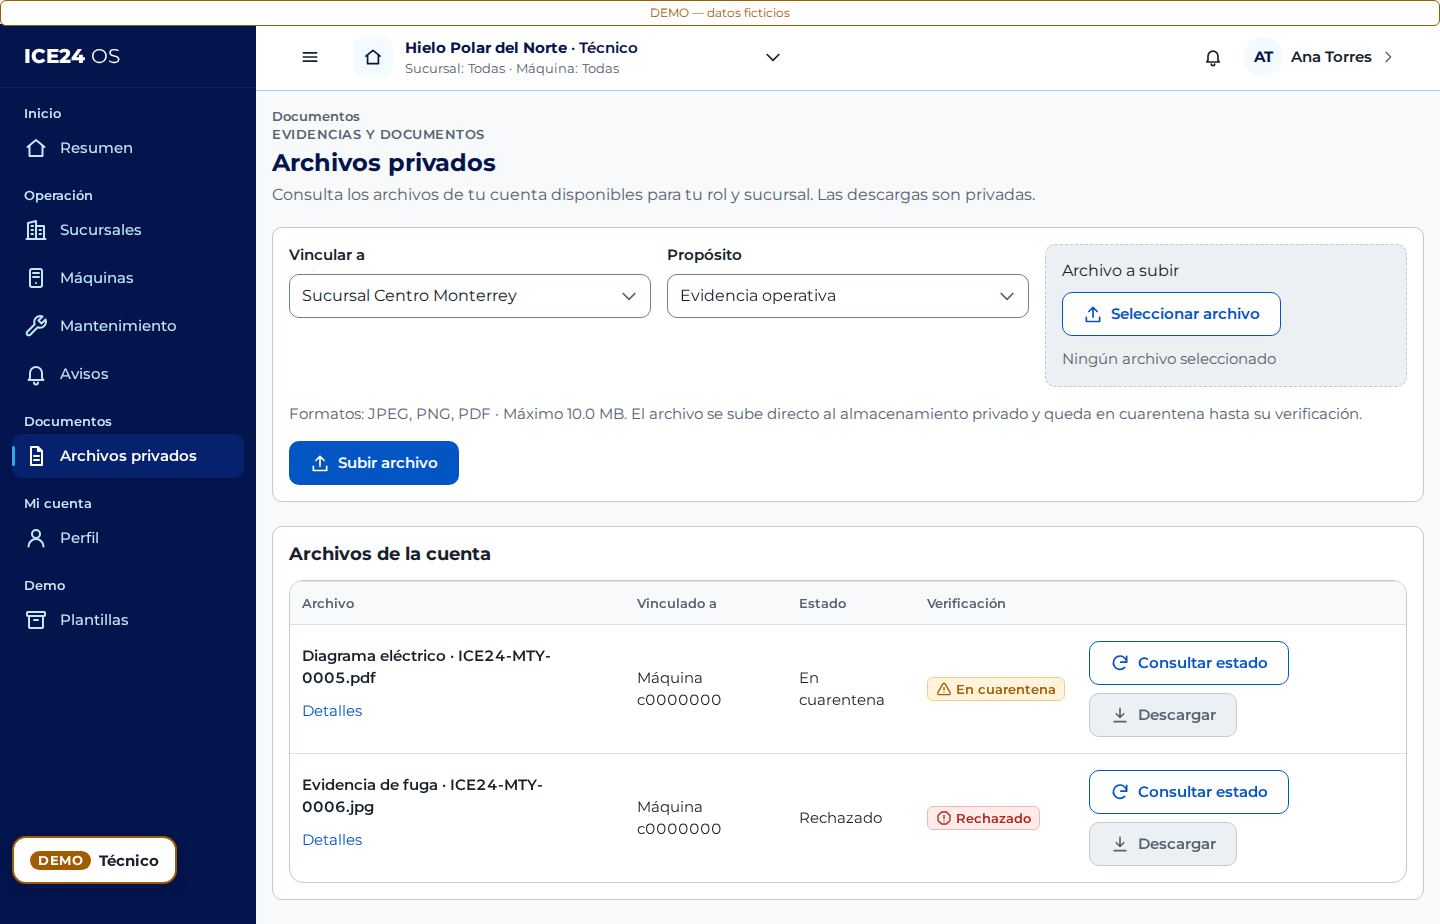 DEMO — datos ficticios
ICE24 OS
Hielo Polar del Norte · Técnico
Sucursal: Todas · Máquina: Todas
AT
Ana Torres
Inicio
Resumen
Operación
Sucursales
Máquinas
Mantenimiento
Avisos
Documentos
Archivos privados
Mi cuenta
Perfil
Demo
Plantillas
DEMO Técnico
Documentos
EVIDENCIAS Y DOCUMENTOS
Archivos privados
Consulta los archivos de tu cuenta disponibles para tu rol y sucursal. Las descargas son privadas.
Vincular a
Sucursal Centro Monterrey
Propósito
Evidencia operativa
Archivo a subir
Seleccionar archivo
Ningún archivo seleccionado
Formatos: JPEG, PNG, PDF · Máximo 10.0 MB. El archivo se sube directo al almacenamiento privado y queda en cuarentena hasta su verificación.
Subir archivo
Archivos de la cuenta
Archivo Vinculado a Estado Verificación
Diagrama eléctrico · ICE24-MTY-
0005.pdf
Detalles
Máquina
c0000000
En
cuarentena
En cuarentena
Consultar estado
Descargar
Evidencia de fuga · ICE24-MTY-
0006.jpg
Detalles
Máquina
c0000000
Rechazado
Rechazado
Consultar estado
Descargar